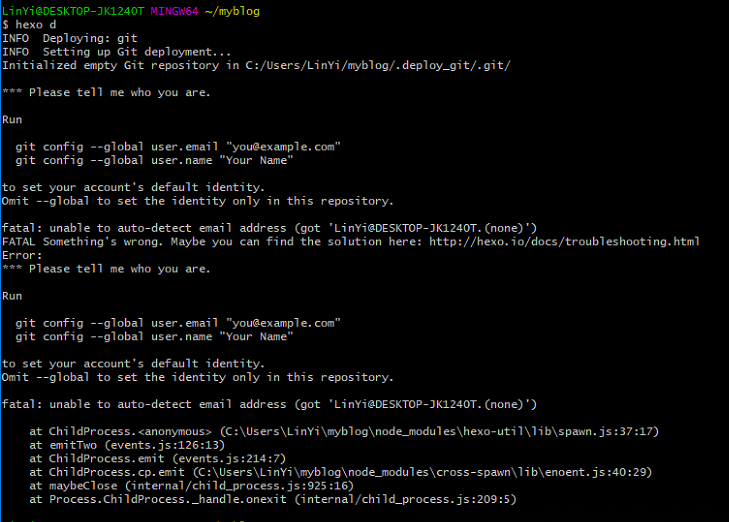 LinYi@DESKTOP-JK1240T MINGW64 ~/myblog
$ hexo d
INFO  Deploying: git
INFO  Setting up Git deployment...
Initialized empty Git repository in C:/Users/LinYi/myblog/.deploy_git/.git/
*** Please tell me who you are.
Run
  git config --global user.email "you@example.com"
  git config --global user.name "Your Name"
to set your account's default identity.
Omit --global to set the identity only in this repository.
fatal: unable to auto-detect email address (got 'LinYi@DESKTOP-JK1240T.(none)')
FATAL Something's wrong. Maybe you can find the solution here: http://hexo.io/docs/troubleshooting.html
Error:
*** Please tell me who you are.
Run
  git config --global user.email "you@example.com"
  git config --global user.name "Your Name"
to set your account's default identity.
Omit --global to set the identity only in this repository.
fatal: unable to auto-detect email address (got 'LinYi@DESKTOP-JK1240T.(none)')
    at ChildProcess.<anonymous> (C:\Users\LinYi\myblog\node_modules\hexo-util\lib\spawn.js:37:17)
    at emitTwo (events.js:126:13)
    at ChildProcess.emit (events.js:214:7)
    at ChildProcess.cp.emit (C:\Users\LinYi\myblog\node_modules\cross-spawn\lib\enoent.js:40:29)
    at maybeClose (internal/child_process.js:925:16)
    at Process.ChildProcess._handle.onexit (internal/child_process.js:209:5)